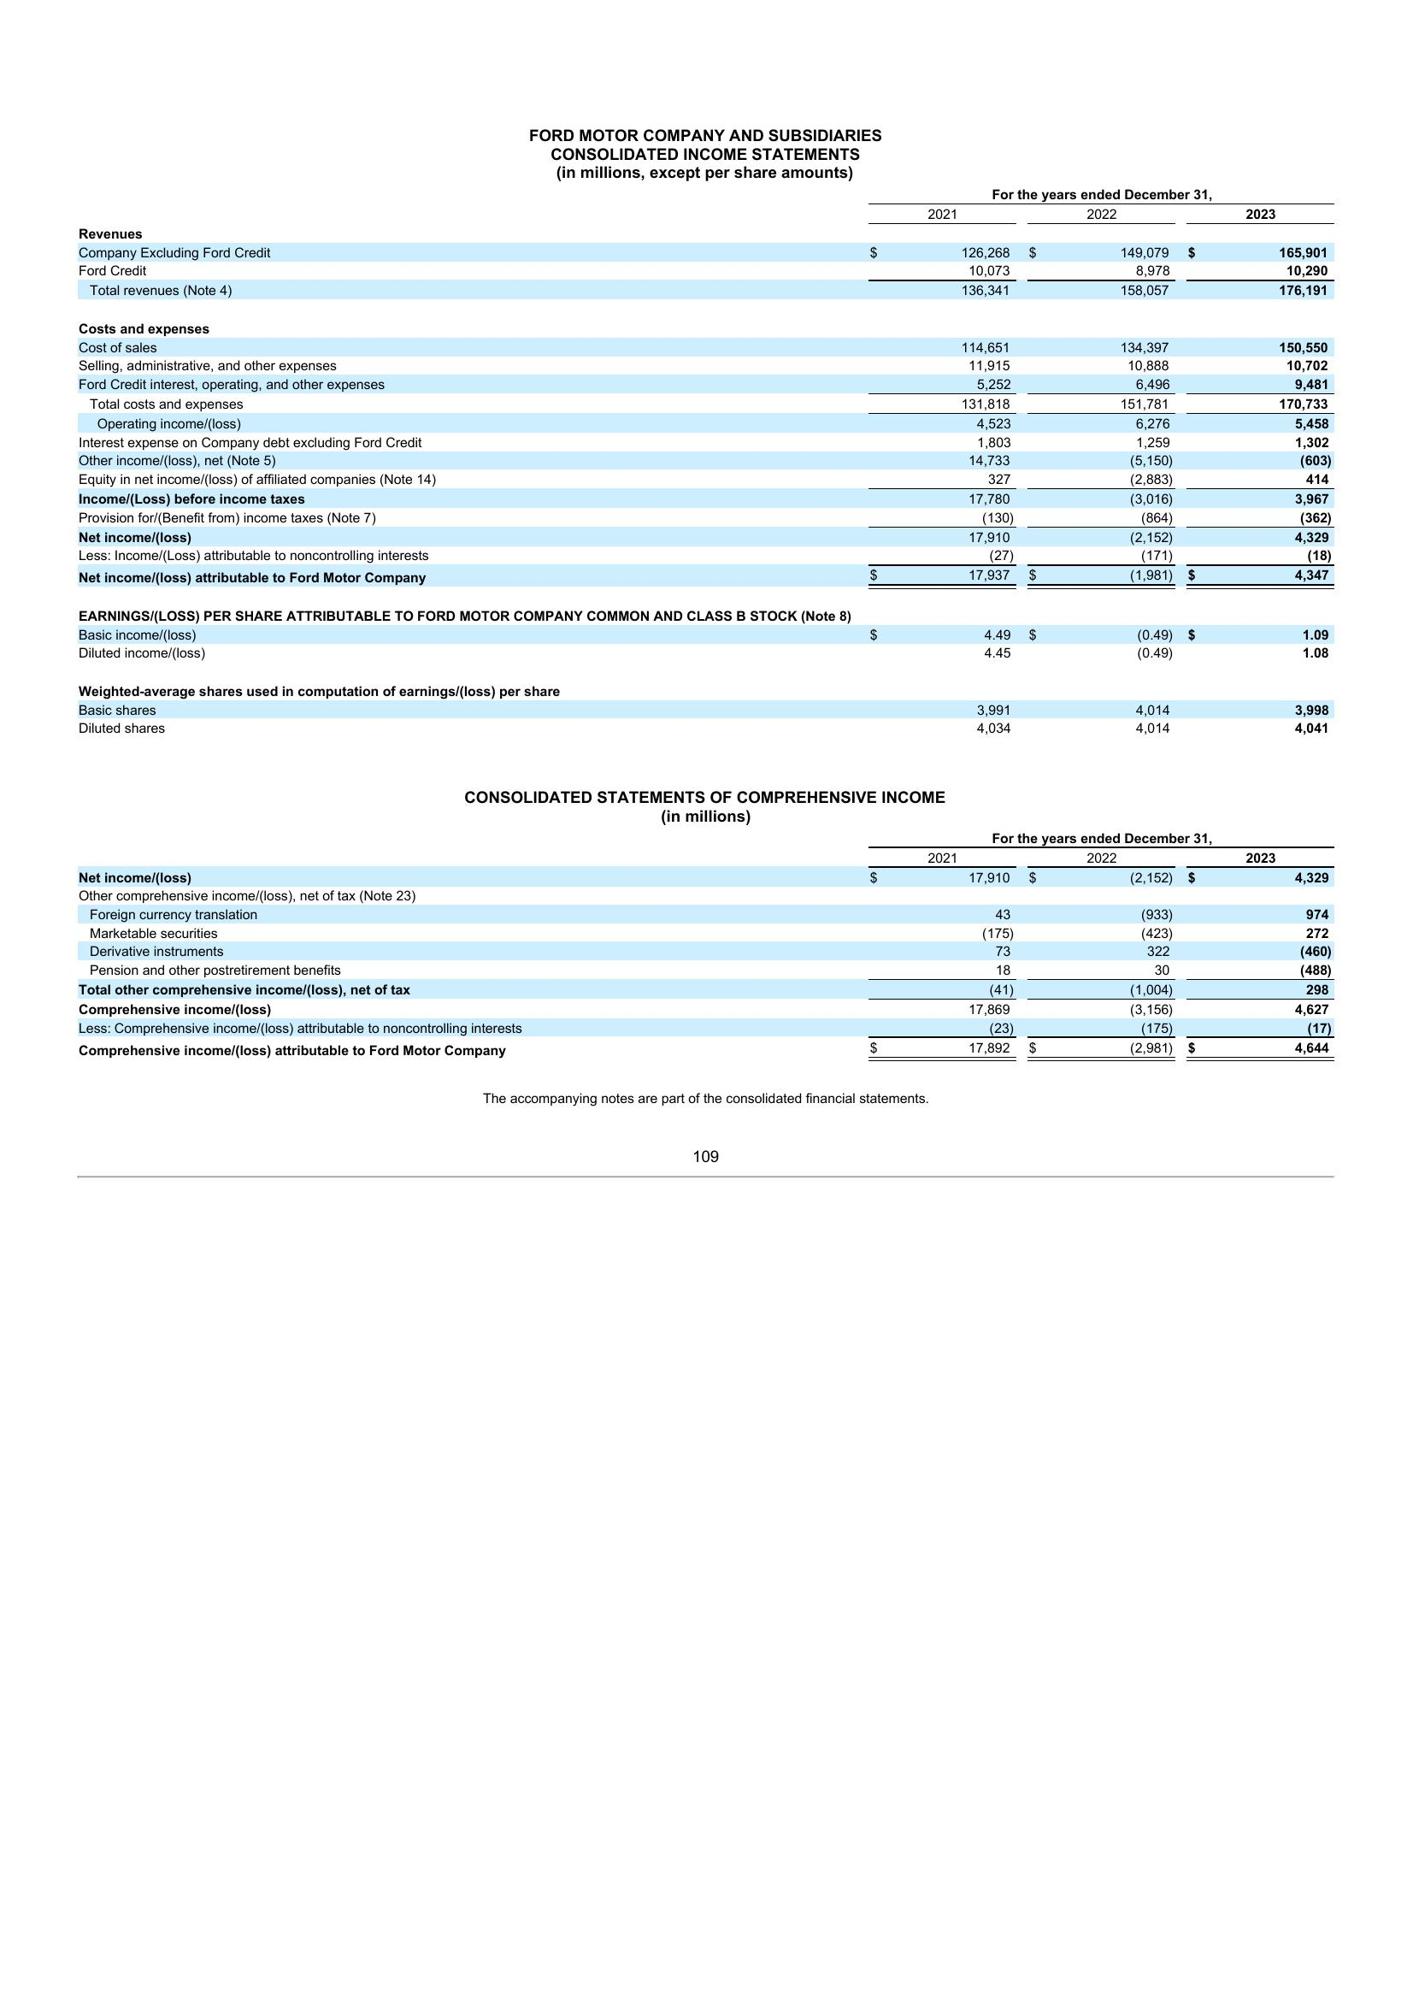 FORD MOTOR COMPANY AND SUBSIDIARIES
CONSOLIDATED INCOME STATEMENTS
(in millions, except per share amounts)
For the years ended December 31,
2021 2022 2023
Revenues
Company Excluding Ford Credit $ 126,268 $ 149,079 $ 165,901
Ford Credit 10,073 8,978 10,290
Total revenues (Note 4) 136,341 158,057 176,191
Costs and expenses
Cost of sales 114,651 134,397 150,550
Selling, administrative, and other expenses 11,915 10,888 10,702
Ford Credit interest, operating, and other expenses 5,252 6,496 9,481
Total costs and expenses 131,818 151,781 170,733
Operating income/(loss) 4,523 6,276 5,458
Interest expense on Company debt excluding Ford Credit 1,803 1,259 1,302
Other income/(loss), net (Note 5) 14,733 (5,150) (603)
Equity in net income/(loss) of affiliated companies (Note 14) 327 (2,883) 414
Income/(Loss) before income taxes 17,780 (3,016) 3,967
Provision for/(Benefit from) income taxes (Note 7) (130) (864) (362)
Net income/(loss) 17,910 (2,152) 4,329
Less: Income/(Loss) attributable to noncontrolling interests (27) (171) (18)
Net income/(loss) attributable to Ford Motor Company $ 17,937 $ (1,981) $ 4,347
EARNINGS/(LOSS) PER SHARE ATTRIBUTABLE TO FORD MOTOR COMPANY COMMON AND CLASS B STOCK (Note 8)
Basic income/(loss) $ 4.49 $ (0.49) $ 1.09
Diluted income/(loss) 4.45 (0.49) 1.08
Weighted-average shares used in computation of earnings/(loss) per share
Basic shares 3,991 4,014 3,998
Diluted shares 4,034 4,014 4,041
CONSOLIDATED STATEMENTS OF COMPREHENSIVE INCOME
(in millions)
For the years ended December 31,
2021 2022 2023
Net income/(loss) $ 17,910 $ (2,152) $ 4,329
Other comprehensive income/(loss), net of tax (Note 23)
Foreign currency translation 43 (933) 974
Marketable securities (175) (423) 272
Derivative instruments 73 322 (460)
Pension and other postretirement benefits 18 30 (488)
Total other comprehensive income/(loss), net of tax (41) (1,004) 298
Comprehensive income/(loss) 17,869 (3,156) 4,627
Less: Comprehensive income/(loss) attributable to noncontrolling interests (23) (175) (17)
Comprehensive income/(loss) attributable to Ford Motor Company $ 17,892 $ (2,981) $ 4,644
The accompanying notes are part of the consolidated financial statements.
109